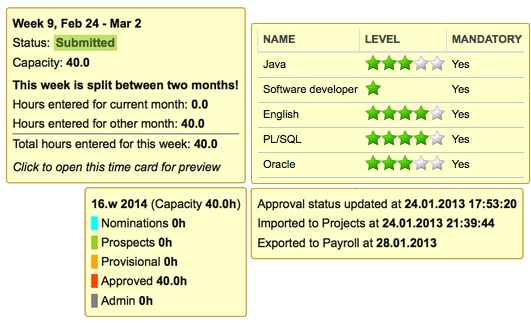 Week 9, Feb 24 - Mar 2
Status: Submitted
Capacity: 40.0
This week is split between two months!
Hours entered for current month: 0.0
Hours entered for other month: 40.0
Total hours entered for this week: 40.0
Click to open this time card for preview
NAME LEVEL MANDATORY
Java Yes
Software developer Yes
English Yes
PL/SQL Yes
Oracle Yes
16.w 2014 (Capacity 40.0h)
Nominations 0h
Prospects 0h
Provisional 0h
Approved 40.0h
Admin 0h
Approval status updated at 24.01.2013 17:53:20
Imported to Projects at 24.01.2013 21:39:44
Exported to Payroll at 28.01.2013